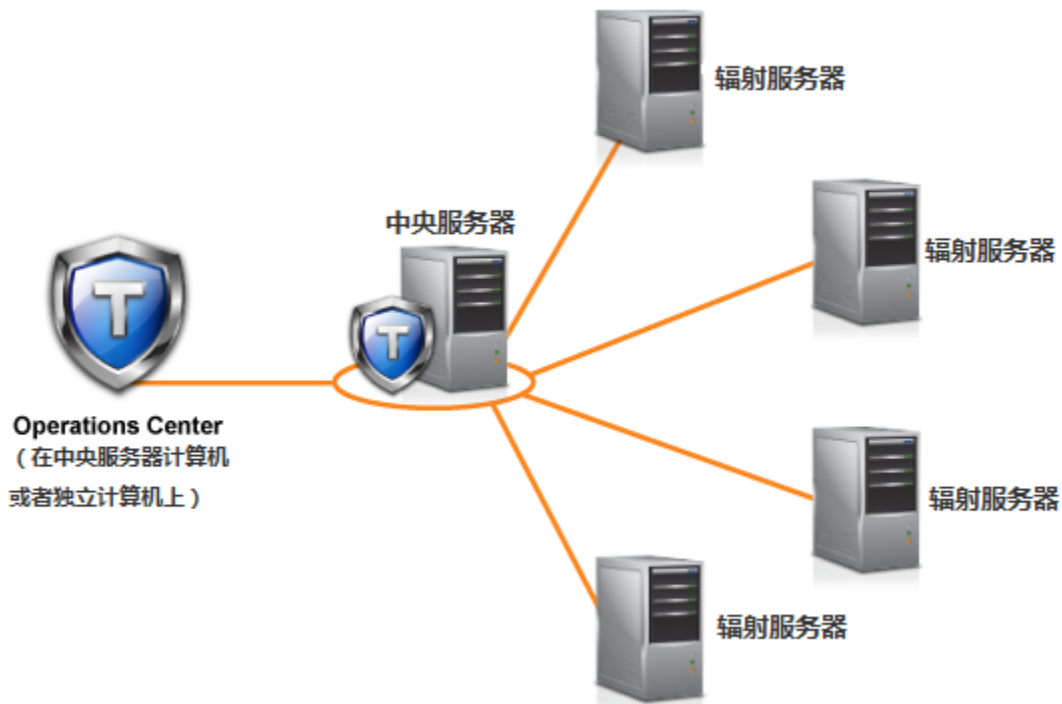 辐射服务器
中央服务器
辐射服务器
T
T
Operations Center
（在中央服务器计算机
或者独立计算机上）
辐射服务器
辐射服务器